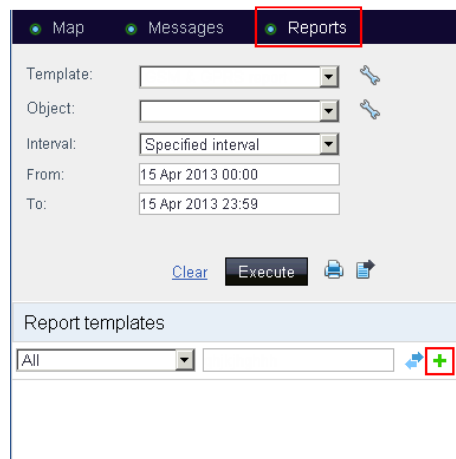 Map Messages Reports
Template:
Object:
Interval: Specified interval
From: 15 Apr 2013 00:00
To: 15 Apr 2013 23:59
Clear Execute
Report templates
All